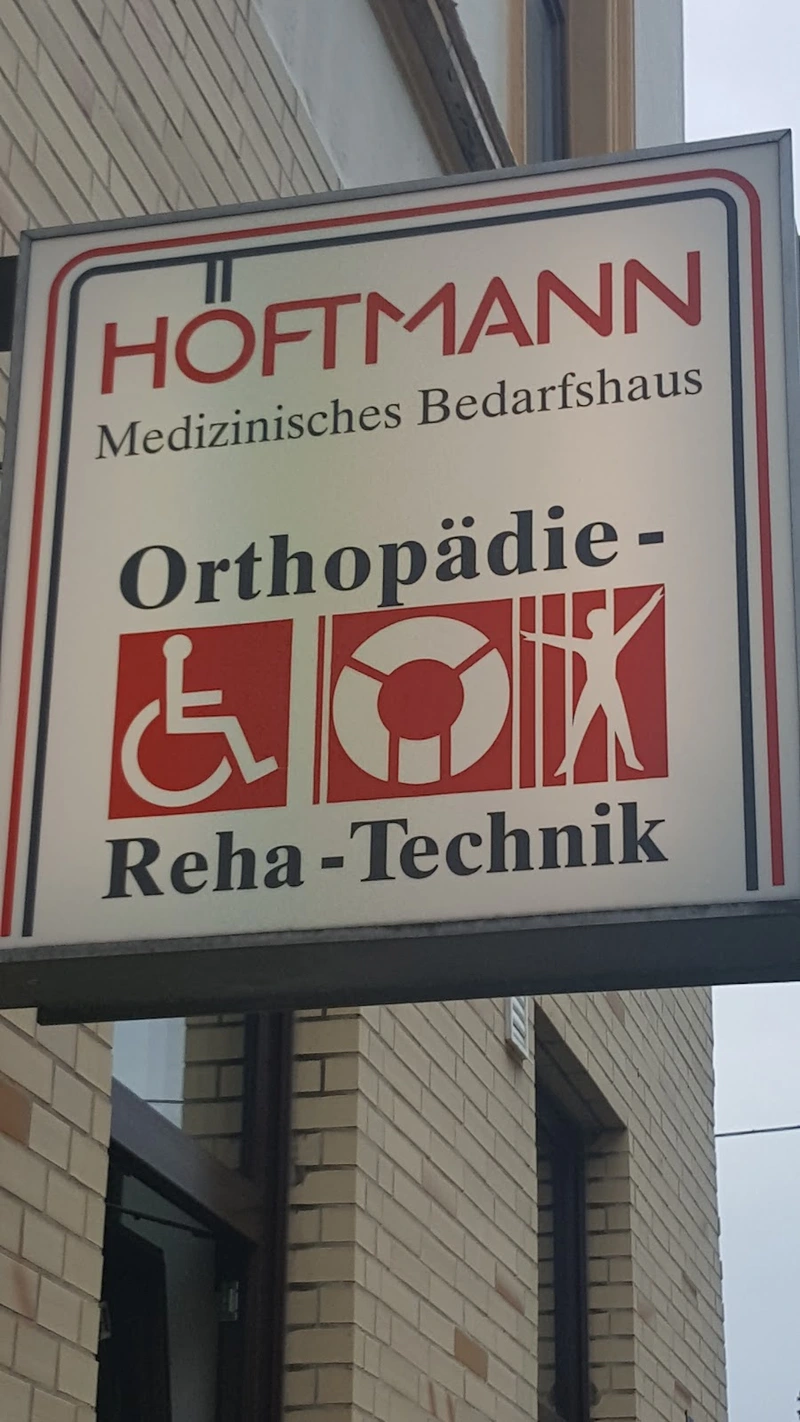 HÖFTMANN
Medizinisches Bedarfshaus
Orthopädie-
Reha-Technik